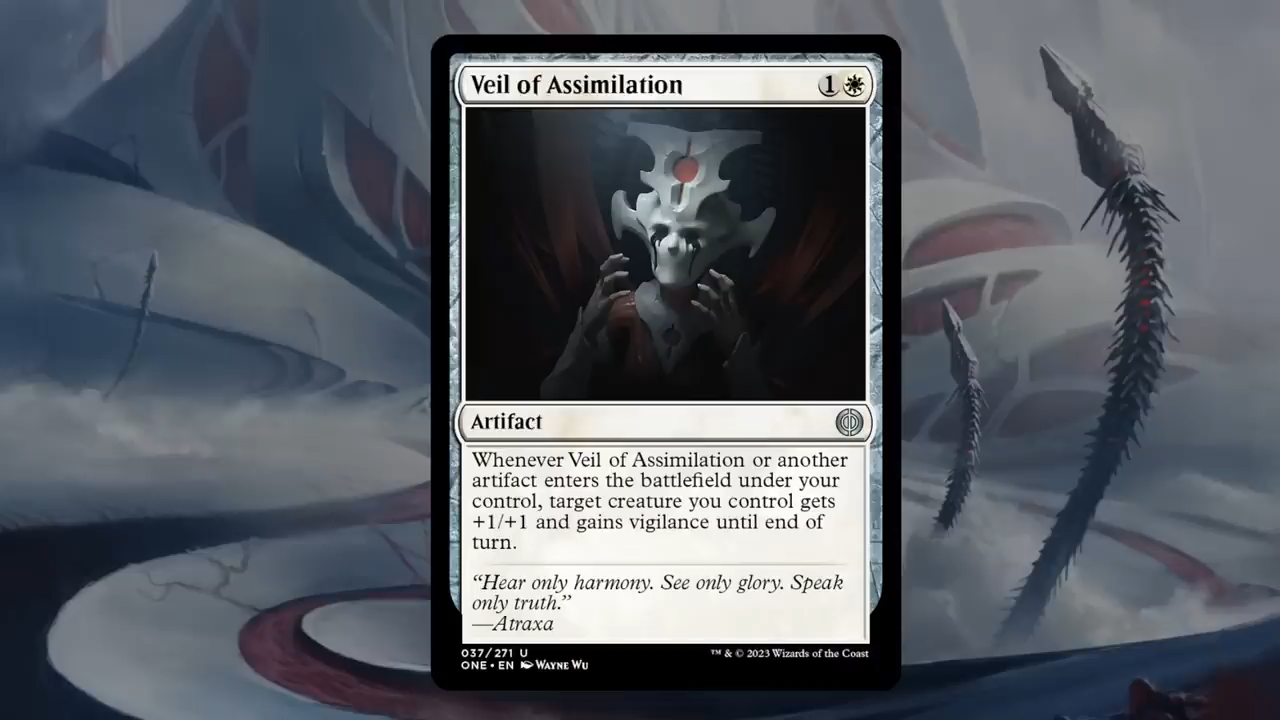 Veil of Assimilation 1
Artifact
Whenever Veil of Assimilation or another
artifact enters the battlefield under your
control, target creature you control gets
+1/+1 and gains vigilance until end of
turn.
“Hear only harmony. See only glory. Speak
only truth.”
—Atraxa
037/271 U
ONE • EN Wayne Wu
™ & © 2023 Wizards of the Coast